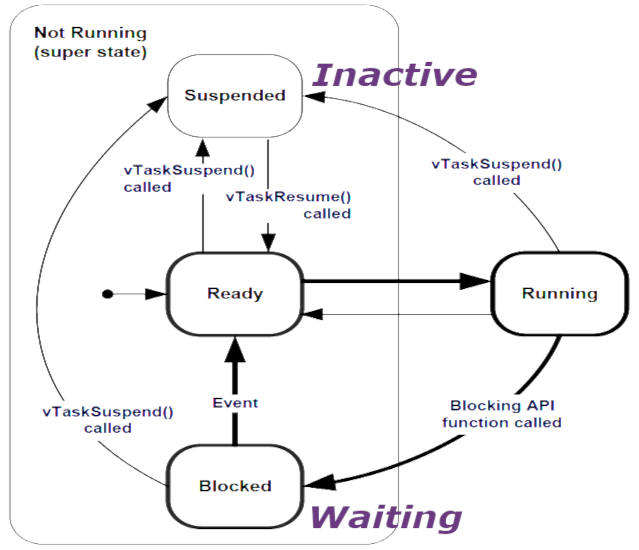 Not Running
(super state)
Inactive
Suspended
vTaskSuspend()
called
vTaskSuspend()
called
vTaskResume()
called
Ready
Running
Event
vTaskSuspend()
called
Blocking API
function called
Blocked
Waiting